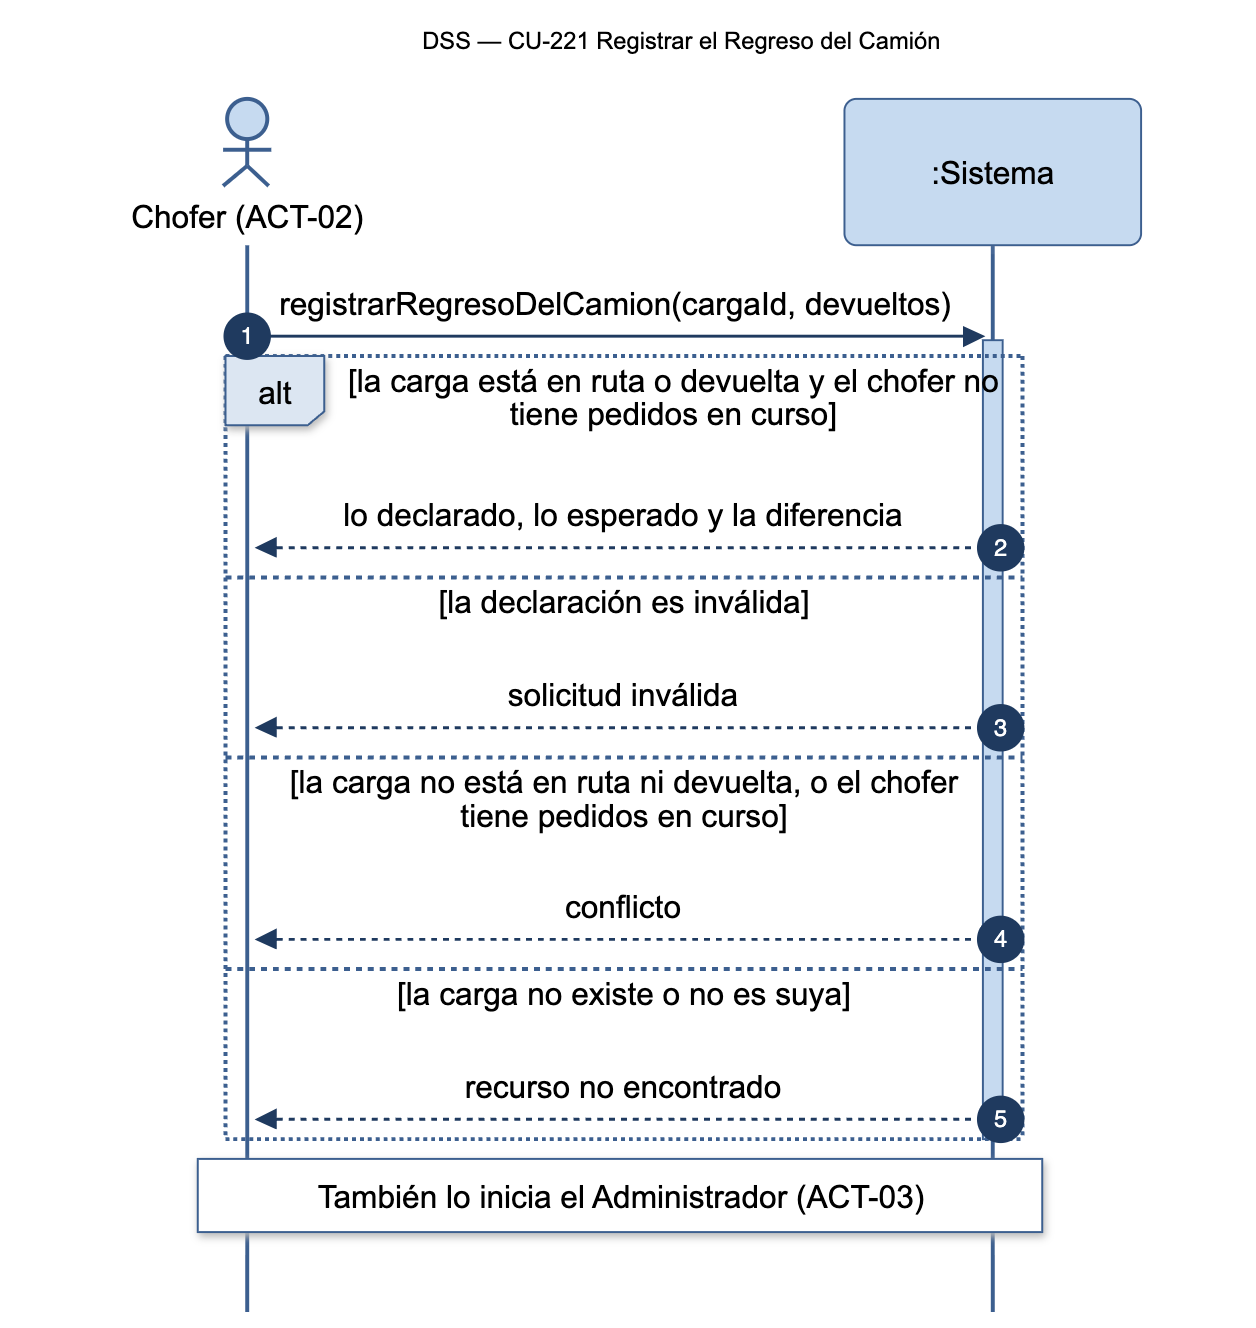 DSS — CU-221 Registrar el Regreso del Camión
:Sistema
Chofer (ACT-02)
registrarRegresoDelCamion(cargaId, devueltos)
1
alt
[la carga está en ruta o devuelta y el chofer no
tiene pedidos en curso]
lo declarado, lo esperado y la diferencia
2
[la declaración es inválida]
solicitud inválida
3
[la carga no está en ruta ni devuelta, o el chofer
tiene pedidos en curso]
conflicto
4
[la carga no existe o no es suya]
recurso no encontrado
5
También lo inicia el Administrador (ACT-03)